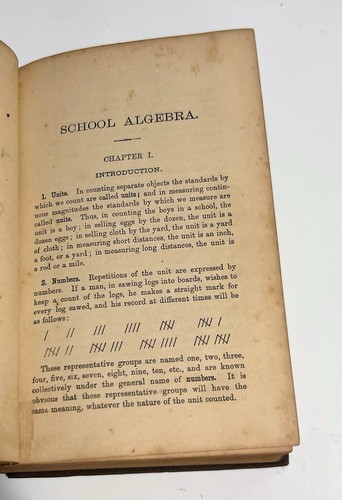 SCHOOL ALGEBRA.
CHAPTER I.
INTRODUCTION.
1. Units. In counting separate objects the standards by
which we count are called units; and in measuring contin-
uous magnitudes the standards by which we measure are
called units. Thus, in counting the boys in a school, the
unit is a boy; in selling eggs by the dozen, the unit is a
dozen eggs; in selling cloth by the yard, the unit is a yard
of cloth; in measuring short distances, the unit is an inch,
a foot, or a yard; in measuring long distances, the unit is
a rod or a mile.
2. Numbers. Repetitions of the unit are expressed by
numbers. If a man, in sawing logs into boards, wishes to
keep a count of the logs, he makes a straight mark for
every log sawed, and his record at different times will be
as follows:
These representative groups are named one, two, three,
four, five, six, seven, eight, nine, ten, etc., and are known
collectively under the general name of numbers. It is
obvious that these representative groups will have the
same meaning, whatever the nature of the unit counted.